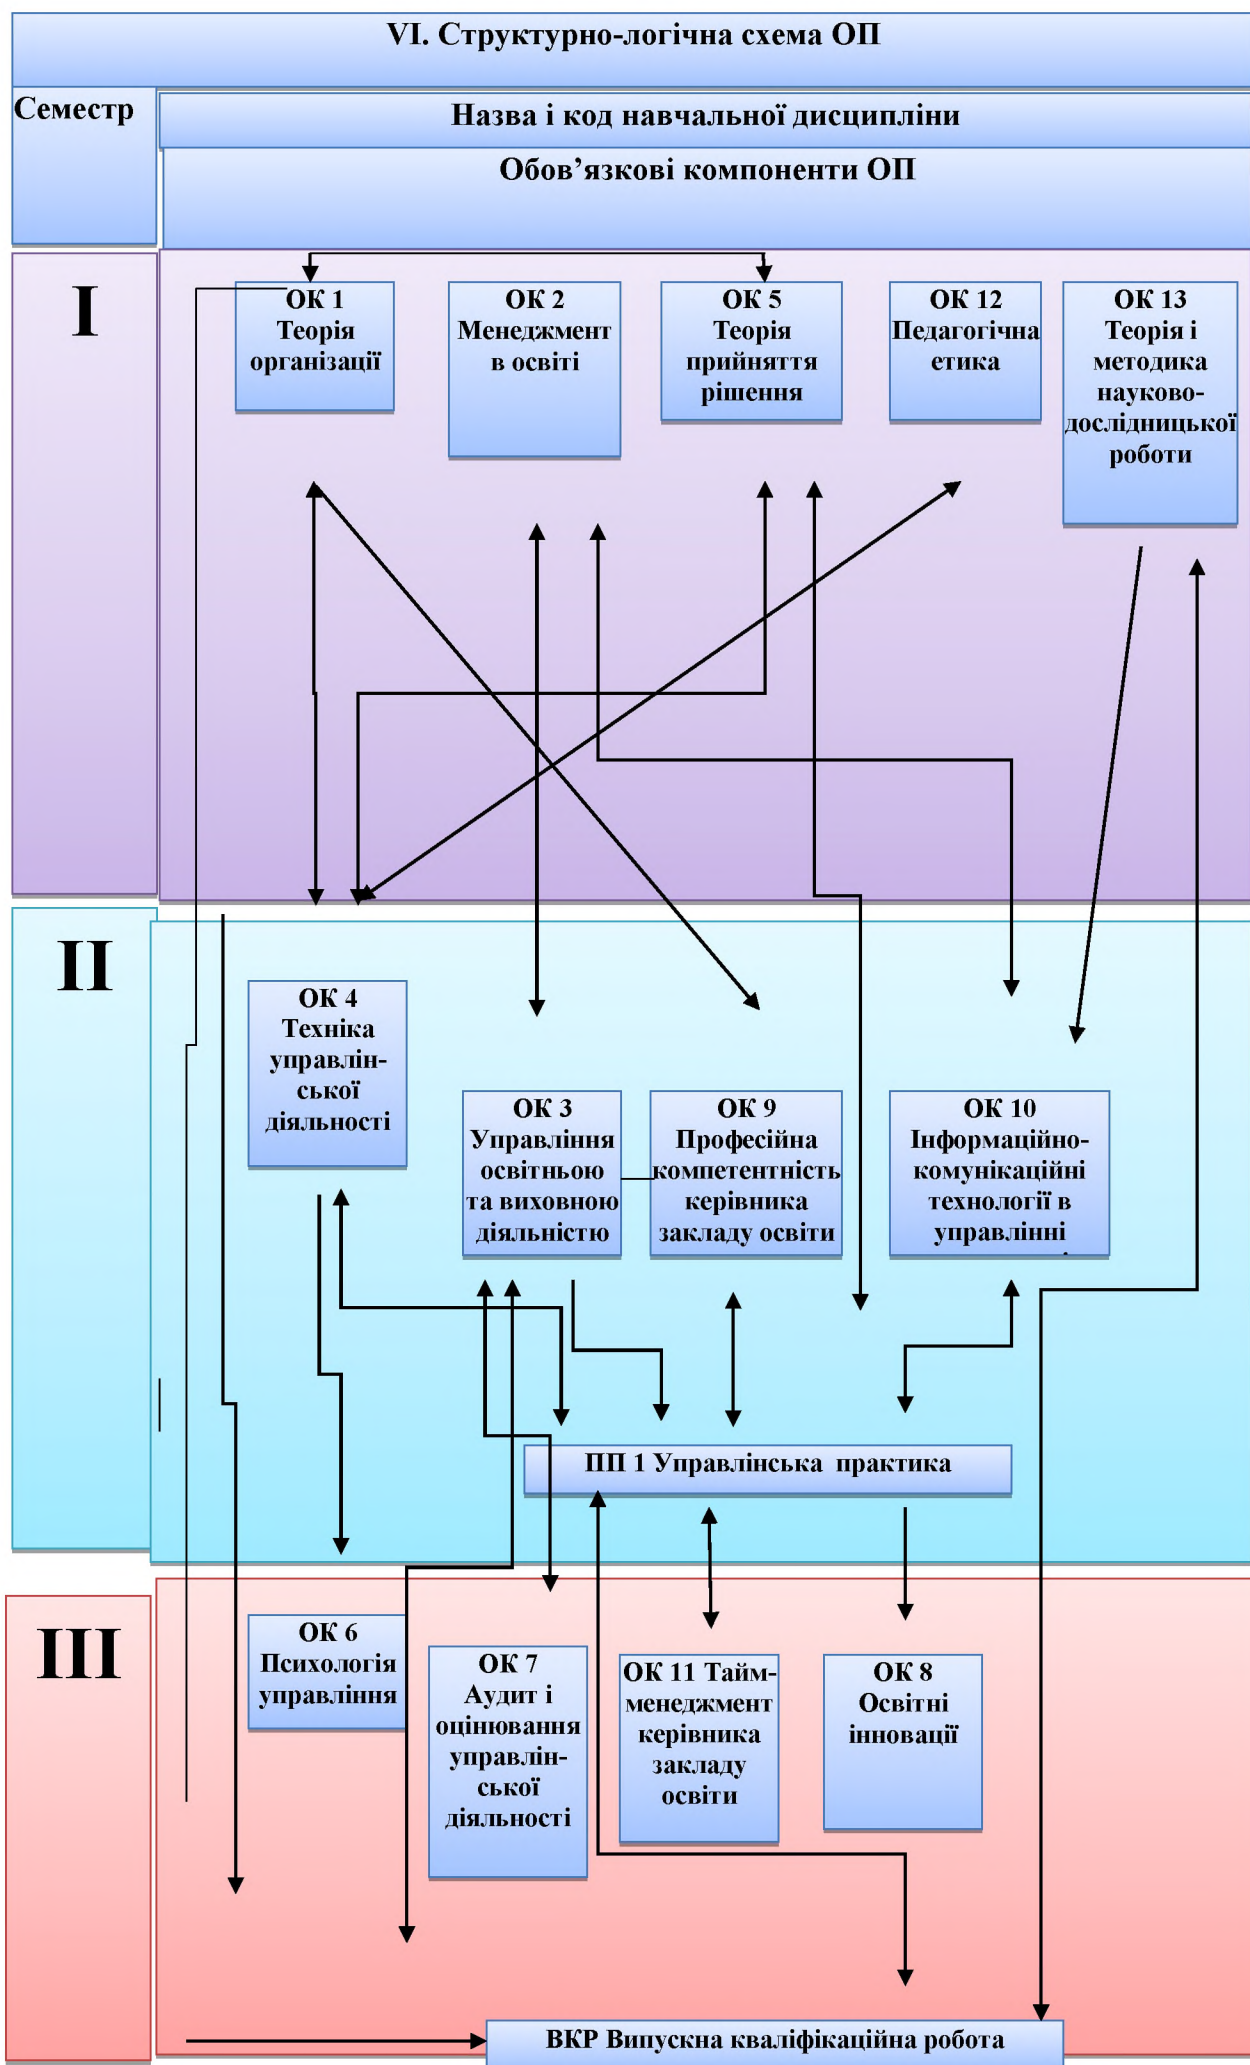 VI. Структурно-логічна схема ОП
Семестр
Назва і код навчальної дисципліни
Обов’язкові компоненти ОП
I
ОК 1
Теорія
організації
ОК 2
Менеджмент
в освіті
ОК 5
Теорія
прийняття
рішення
ОК 12
Педагогічна
етика
ОК 13
Теорія і
методика
науково-
дослідницької
роботи
II
ОК 4
Техніка
управлін-
ської
діяльності
ОК 3
Управління
освітньою
та виховною
діяльністю
ОК 9
Професійна
компетентність
керівника
закладу освіти
ОК 10
Інформаційно-
комунікаційні
технології в
управлінні
ПП 1 Управлінська практика
III
ОК 6
Психологія
управління
ОК 7
Аудит і
оцінювання
управлін-
ської
діяльності
ОК 11 Тайм-
менеджмент
керівника
закладу
освіти
ОК 8
Освітні
інновації
ВКР Випускна кваліфікаційна робота